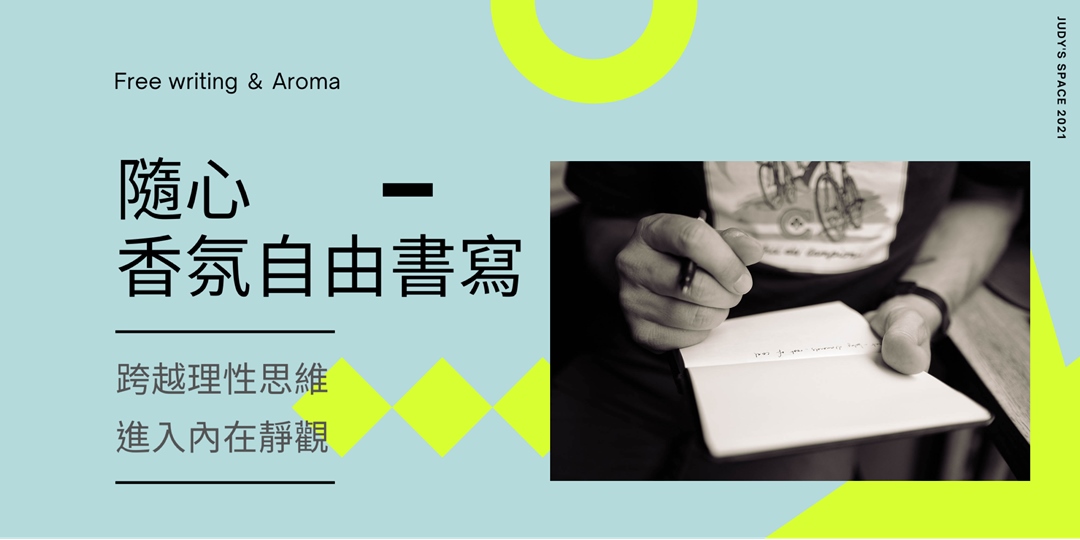 Free writing & Aroma
隨心
香氛自由書寫
跨越理性思維
進入內在靜觀
JUDY'S SPACE 2021